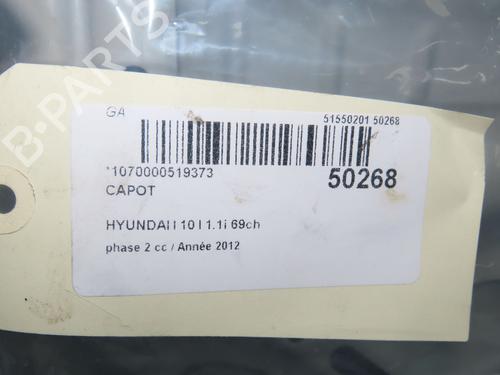 GA 51550201 50268
*1070000519373 50268
CAPOT
HYUNDAI I 10 I 1.1i 69ch
phase 2 cc / Année 2012
B-PARTS